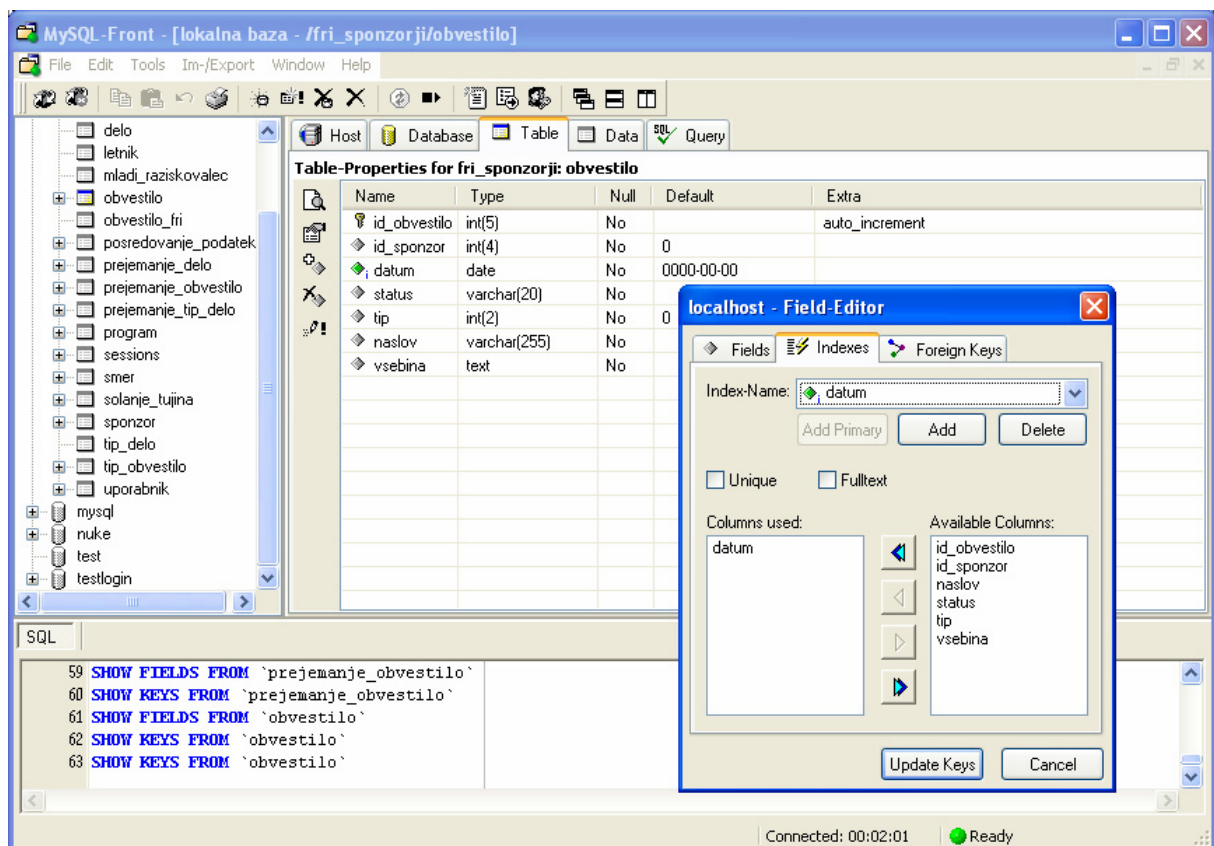 MySQL-Front - [lokalna baza - /fri_sponzorji/obvestilo]
File Edit Tools Im-/Export Window Help
delo
letnik
mladi_raziskovalec
obvestilo
obvestilo_fri
posredovanje_podatek
prejemanje_delo
prejemanje_obvestilo
prejemanje_tip_delo
program
sessions
smer
solanje_tujina
sponzor
tip_delo
tip_obvestilo
uporabnik
mysql
nuke
test
testlogin
Host Database Table Data SQL Query
Table-Properties for fri_sponzorji: obvestilo
Name Type Null Default Extra
id_obvestilo int(5) No auto_increment
id_sponzor int(4) No 0
datum date No 0000-00-00
status varchar(20) No
tip int(2) No 0
naslov varchar(255) No
vsebina text No
localhost - Field-Editor
Fields Indexes Foreign Keys
Index-Name: datum
Add Primary Add Delete
Unique Fulltext
Columns used:
datum
Available Columns:
id_obvestilo
id_sponzor
naslov
status
tip
vsebina
Update Keys Cancel
SQL
59 SHOW FIELDS FROM `prejemanje_obvestilo`
60 SHOW KEYS FROM `prejemanje_obvestilo`
61 SHOW FIELDS FROM `obvestilo`
62 SHOW KEYS FROM `obvestilo`
63 SHOW KEYS FROM `obvestilo`
Connected: 00:02:01 Ready